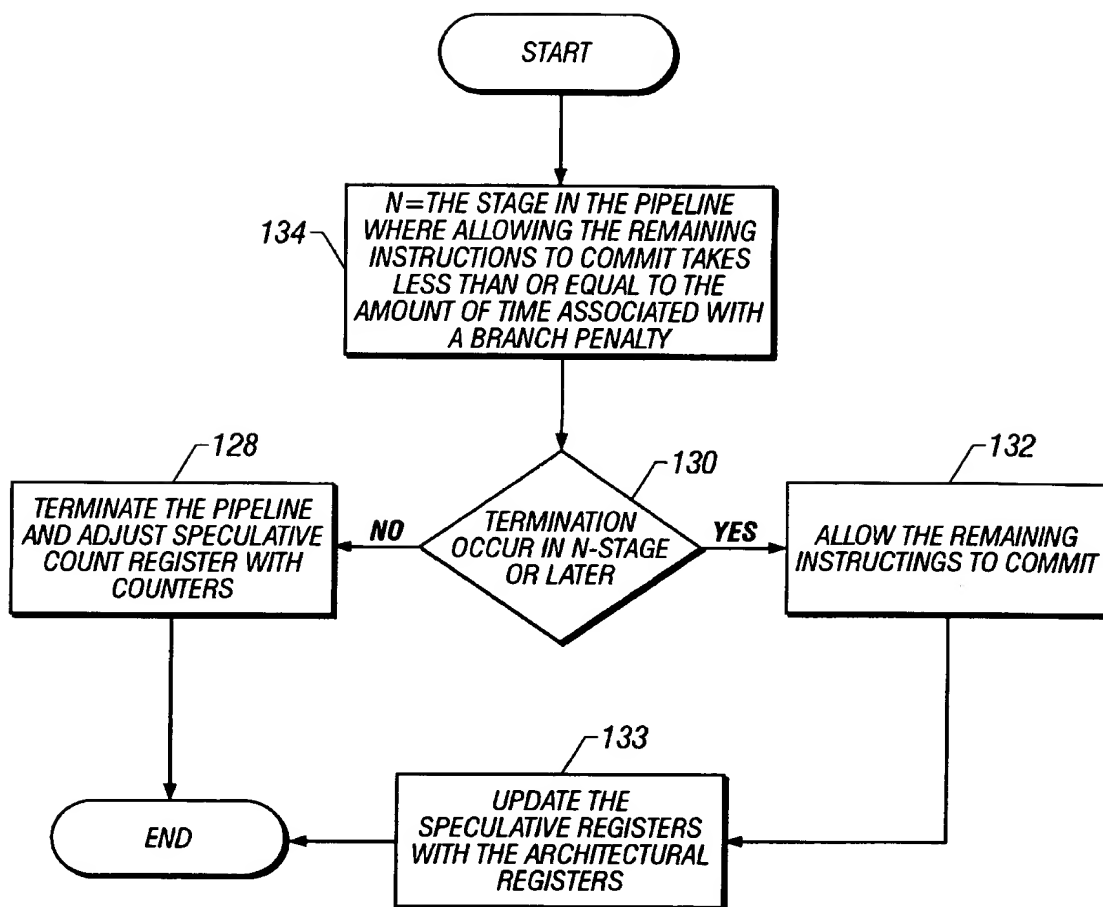 START
134
N=THE STAGE IN THE PIPELINE
WHERE ALLOWING THE REMAINING
INSTRUCTIONS TO COMMIT TAKES
LESS THAN OR EQUAL TO THE
AMOUNT OF TIME ASSOCIATED WITH
A BRANCH PENALTY
128
TERMINATE THE PIPELINE
AND ADJUST SPECULATIVE
COUNT REGISTER WITH
COUNTERS
NO
130
TERMINATION
OCCUR IN N-STAGE
OR LATER
YES
132
ALLOW THE REMAINING
INSTRUCTINGS TO COMMIT
133
UPDATE THE
SPECULATIVE REGISTERS
WITH THE ARCHITECTURAL
REGISTERS
END